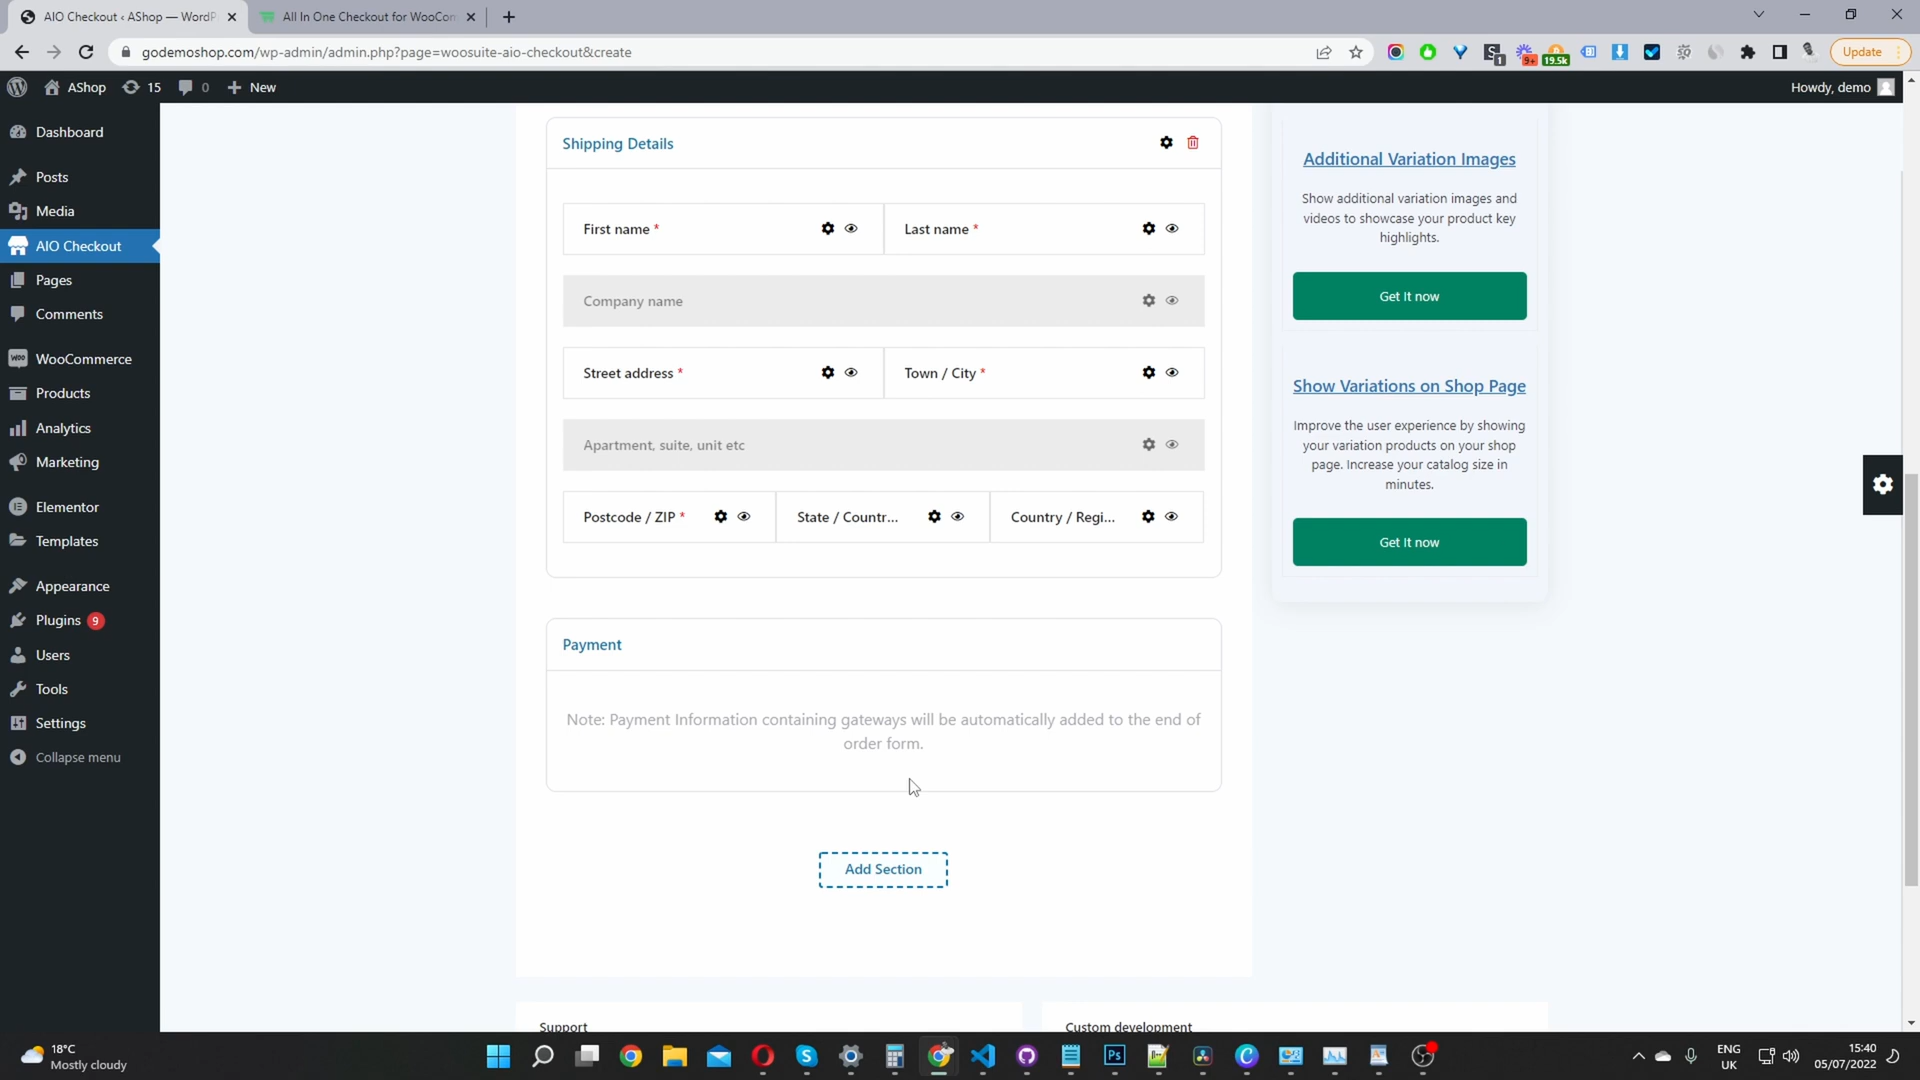 AIO Checkout ‹ AShop — WordP
All In One Checkout for WooCon
godemoshop.com/wp-admin/admin.php?page=woosuite-aio-checkout&create
1
9+
19.5k
Update
AShop
15
0
New
Howdy, demo
Dashboard
Posts
Media
AIO Checkout
Pages
Comments
WooCommerce
Products
Analytics
Marketing
Elementor
Templates
Appearance
Plugins 9
Users
Tools
Settings
Collapse menu
Shipping Details
First name *
Last name *
Company name
Street address *
Town / City *
Apartment, suite, unit etc
Postcode / ZIP *
State / Countr...
Country / Regi...
Payment
Note: Payment Information containing gateways will be automatically added to the end of
order form.
Add Section
Additional Variation Images
Show additional variation images and
videos to showcase your product key
highlights.
Get It now
Show Variations on Shop Page
Improve the user experience by showing
your variation products on your shop
page. Increase your catalog size in
minutes.
Get It now
Support
Custom development
18°C
Mostly cloudy
ENG
UK
15:40
05/07/2022